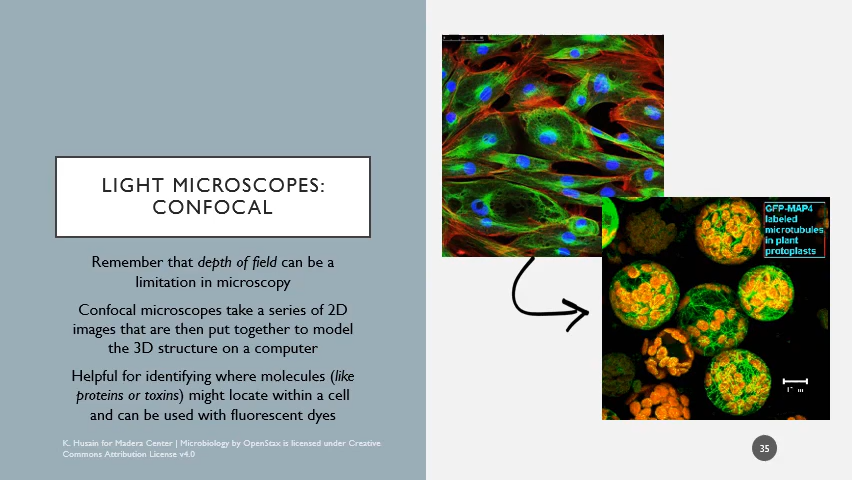 LIGHT MICROSCOPES:
CONFOCAL
Remember that depth of field can be a
limitation in microscopy
Confocal microscopes take a series of 2D
images that are then put together to model
the 3D structure on a computer
Helpful for identifying where molecules (like
proteins or toxins) might locate within a cell
and can be used with fluorescent dyes
K. Husain for Madera Center | Microbiology by OpenStax is licensed under Creative
Commons Attribution License v4.0
GFP-MAP4
labeled
microtubules
in plant
protoplasts
35